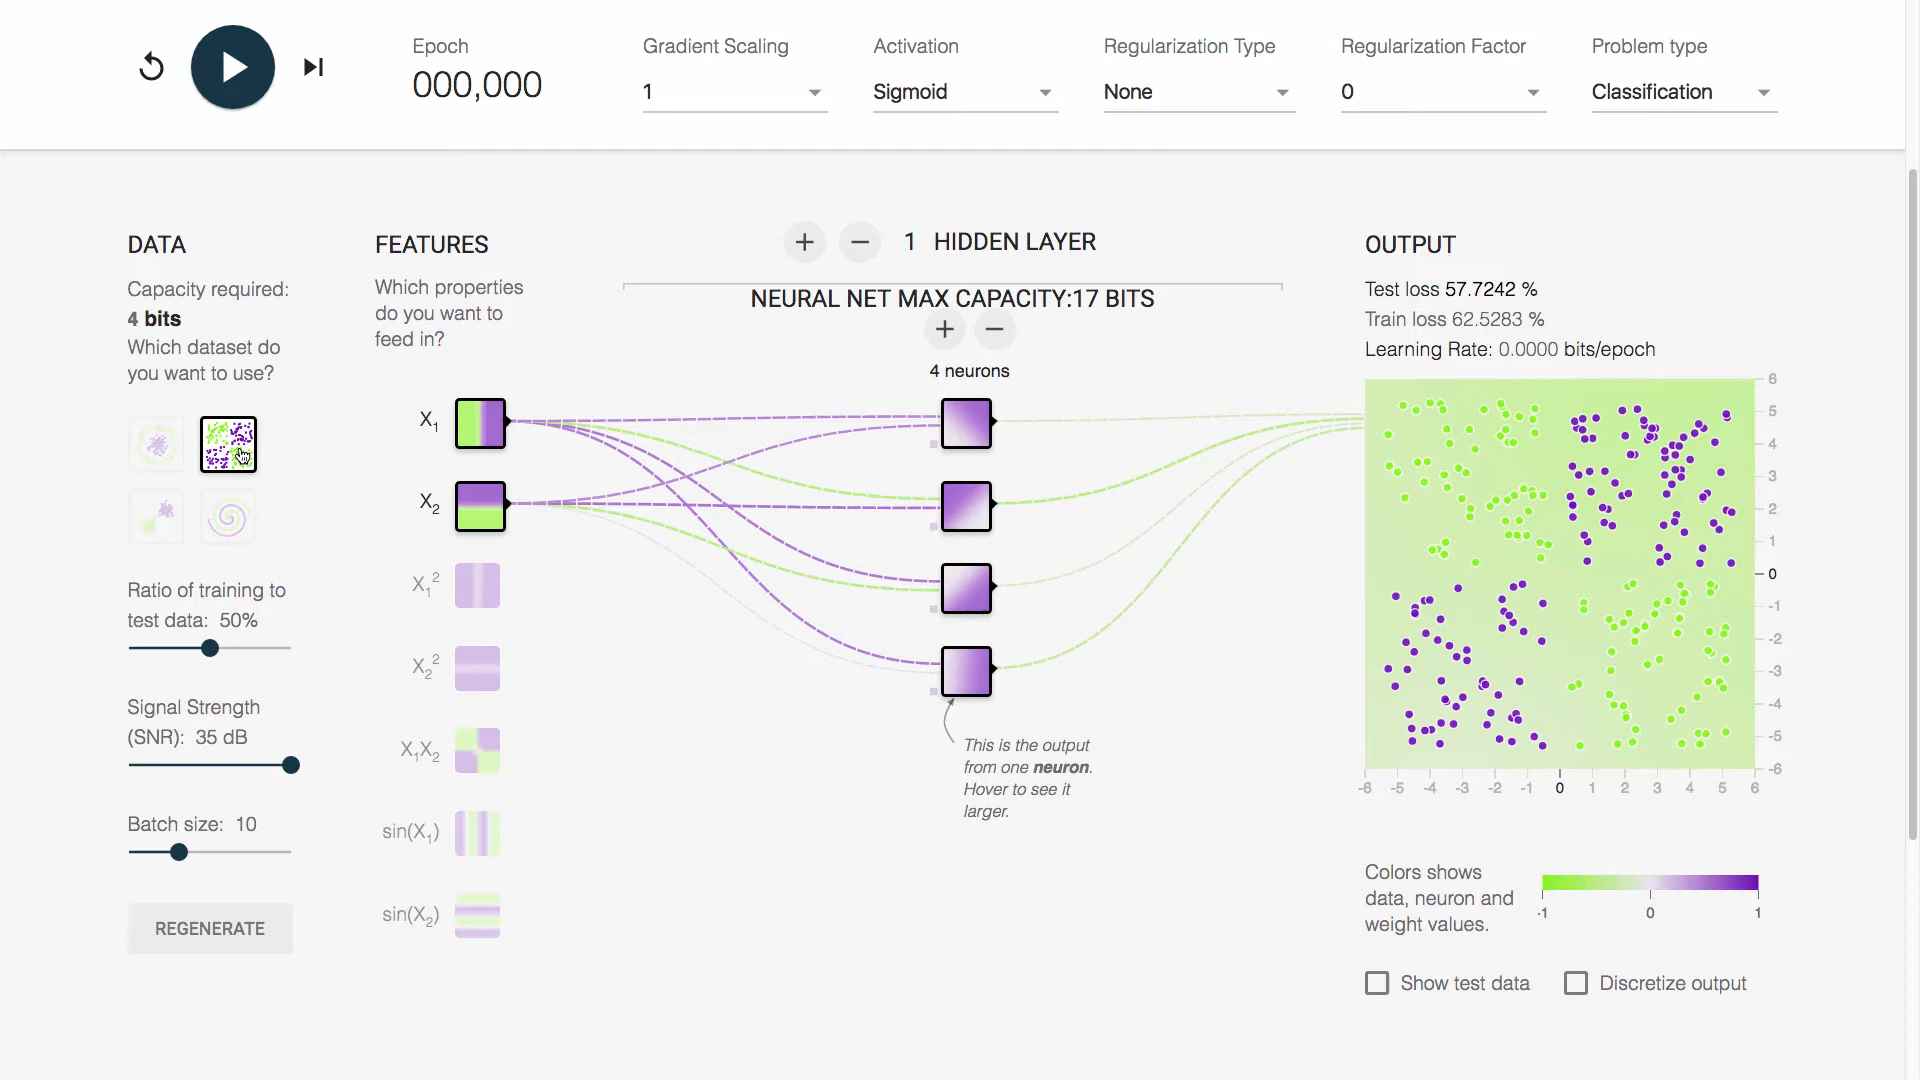 Epoch
000,000
Gradient Scaling
1
Activation
Sigmoid
Regularization Type
None
Regularization Factor
0
Problem type
Classification
DATA
Capacity required:
4 bits
Which dataset do
you want to use?
Ratio of training to
test data: 50%
Signal Strength
(SNR): 35 dB
Batch size: 10
REGENERATE
FEATURES
Which properties
do you want to
feed in?
X1
X2
X1²
X2²
X1X2
sin(X1)
sin(X2)
+ − 1 HIDDEN LAYER
NEURAL NET MAX CAPACITY:17 BITS
+ −
4 neurons
This is the output
from one neuron.
Hover to see it
larger.
OUTPUT
Test loss 57.7242 %
Train loss 62.5283 %
Learning Rate: 0.0000 bits/epoch
6
5
4
3
2
1
0
-1
-2
-3
-4
-5
-6
-6 -5 -4 -3 -2 -1 0 1 2 3 4 5 6
Colors shows
data, neuron and
weight values.
-1 0 1
Show test data
Discretize output